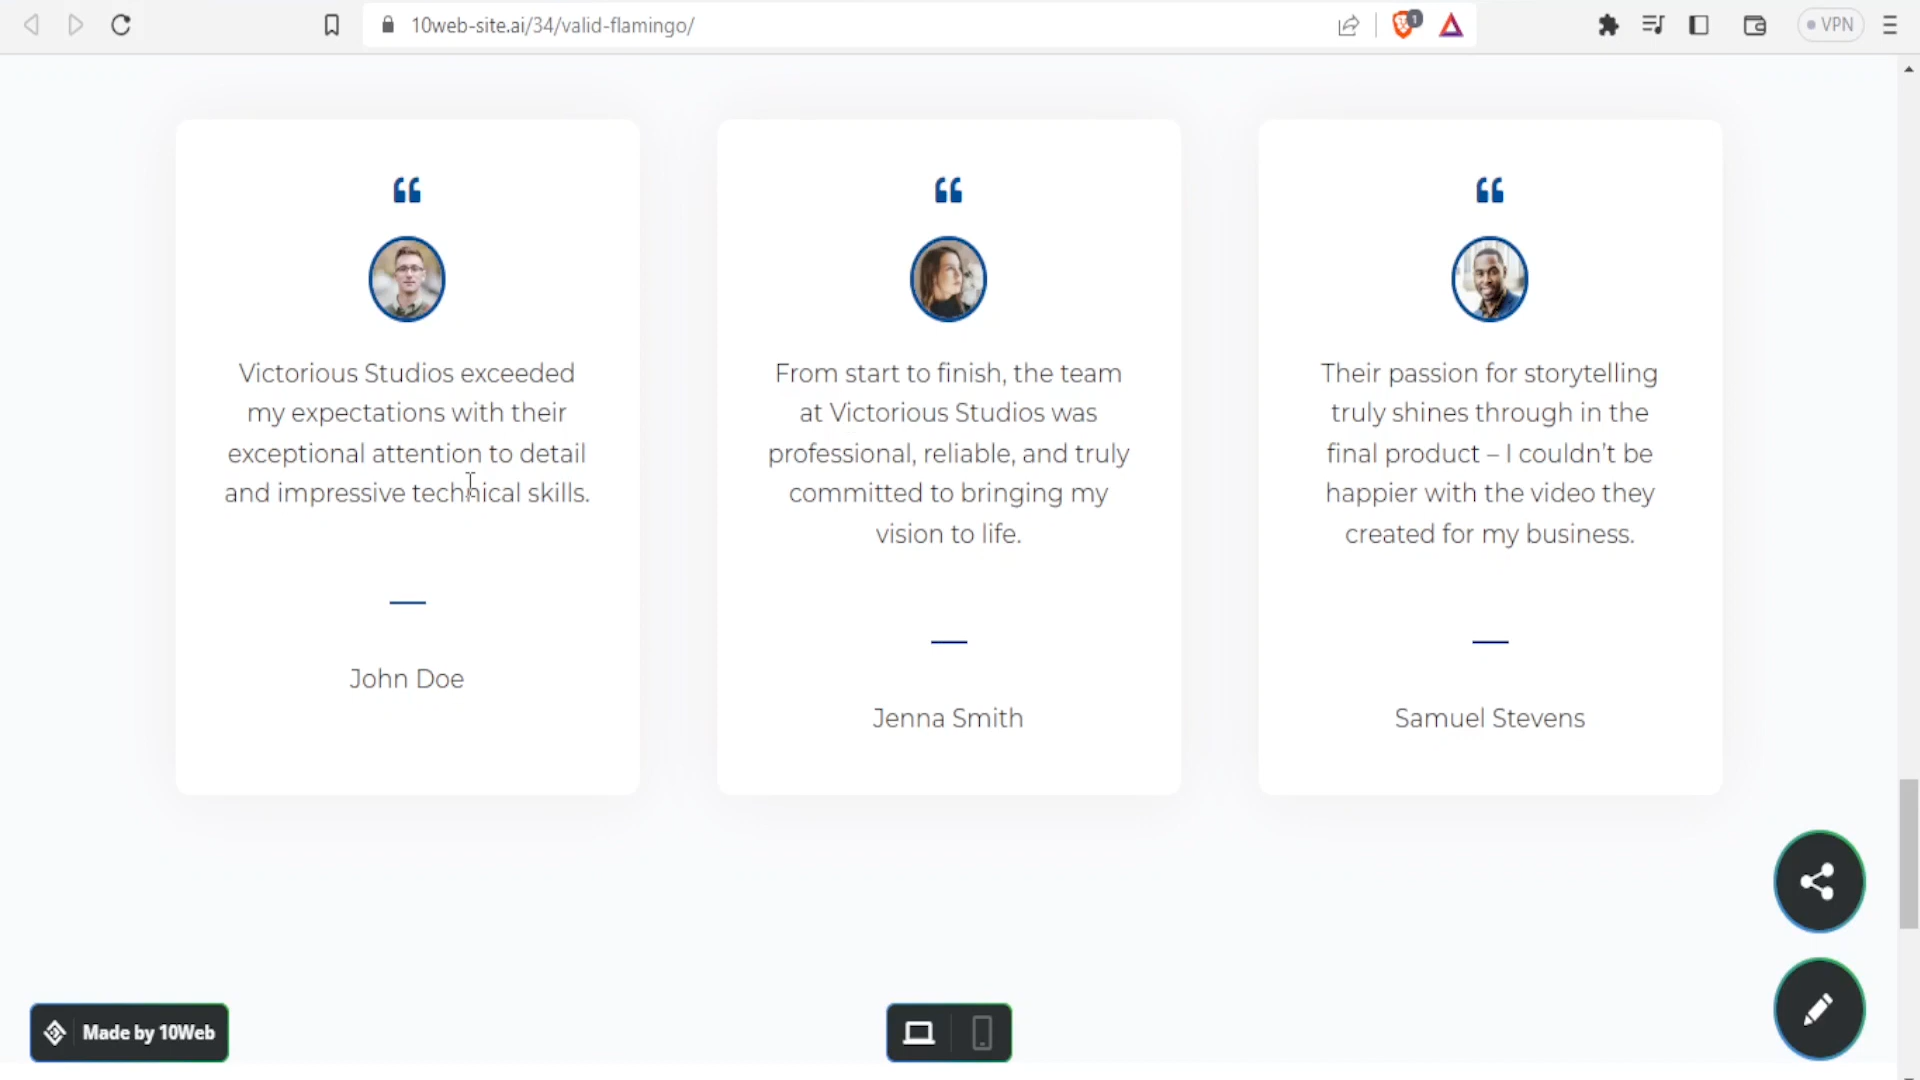 10web-site.ai/34/valid-flamingo/
1
VPN
Victorious Studios exceeded
my expectations with their
exceptional attention to detail
and impressive technical skills.
John Doe
From start to finish, the team
at Victorious Studios was
professional, reliable, and truly
committed to bringing my
vision to life.
Jenna Smith
Their passion for storytelling
truly shines through in the
final product – I couldn’t be
happier with the video they
created for my business.
Samuel Stevens
Made by 10Web